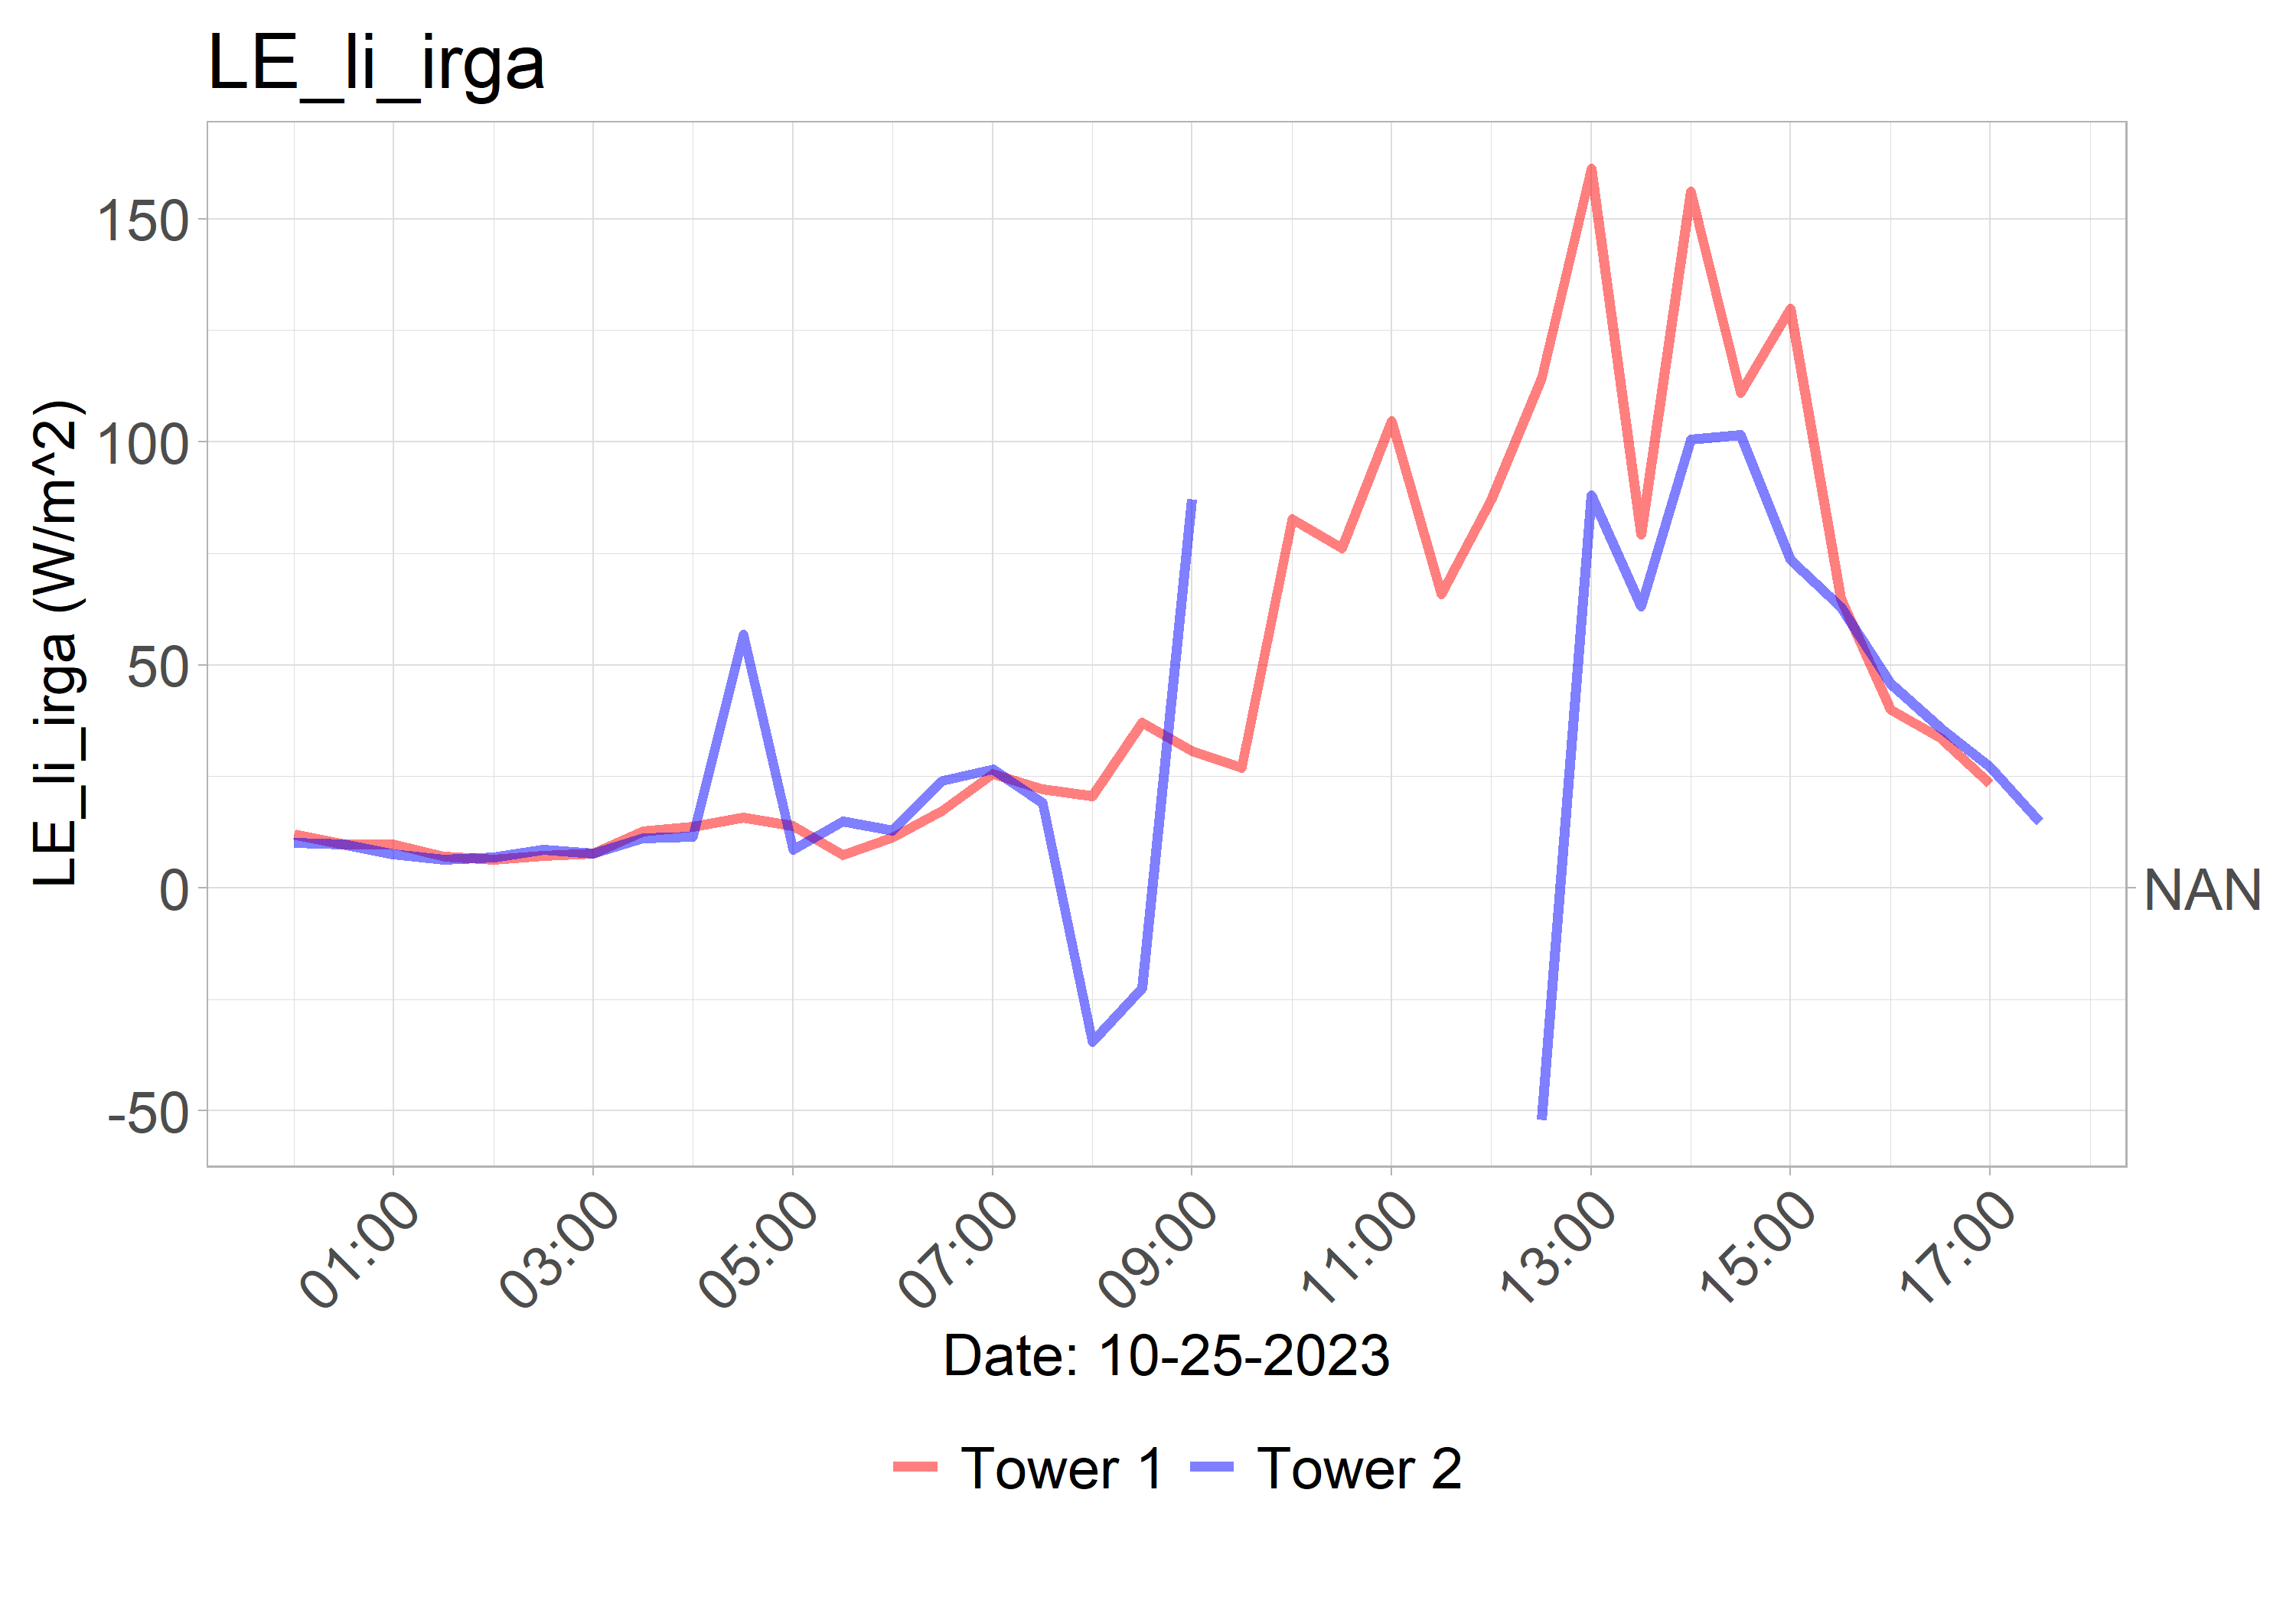 LE_li_irga
LE_li_irga (W/m^2)
150
100
50
0
-50
NAN
01:00
03:00
05:00
07:00
09:00
11:00
13:00
15:00
17:00
Date: 10-25-2023
Tower 1
Tower 2